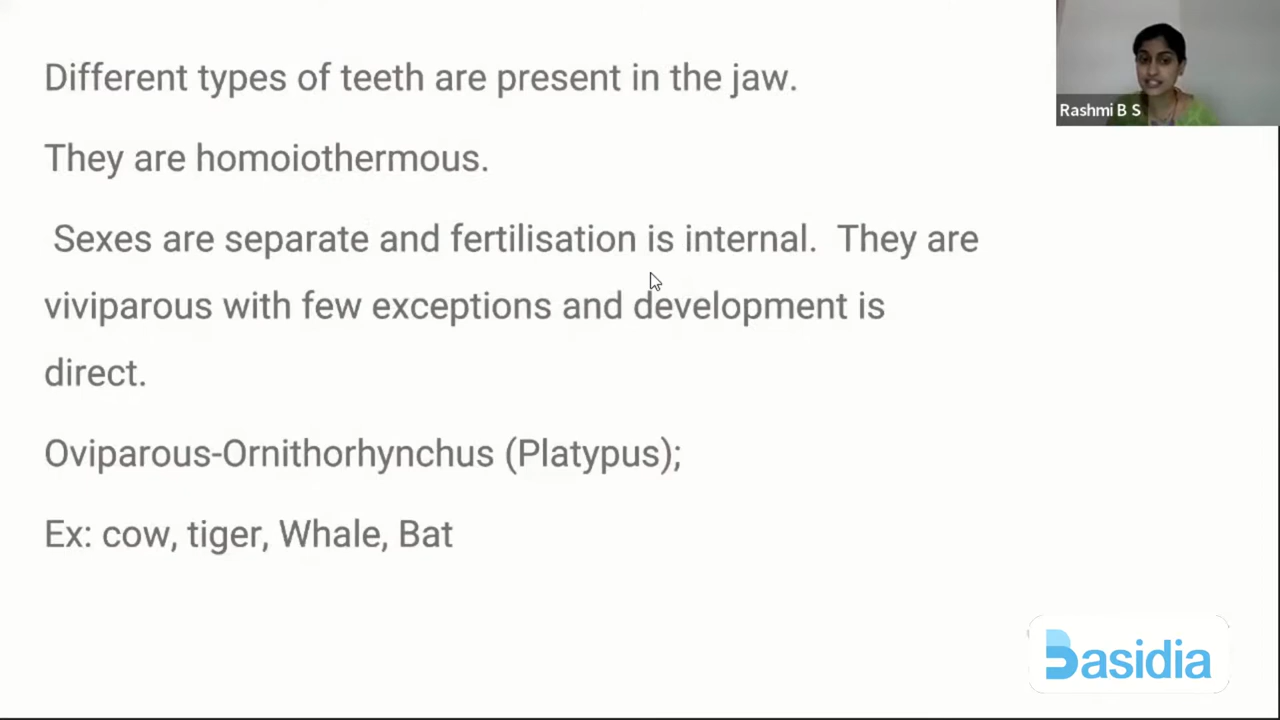 Different types of teeth are present in the jaw.
Rashmi B S
They are homoiothermous.
Sexes are separate and fertilisation is internal. They are
viviparous with few exceptions and development is
direct.
Oviparous-Ornithorhynchus (Platypus);
Ex: cow, tiger, Whale, Bat
Basidia